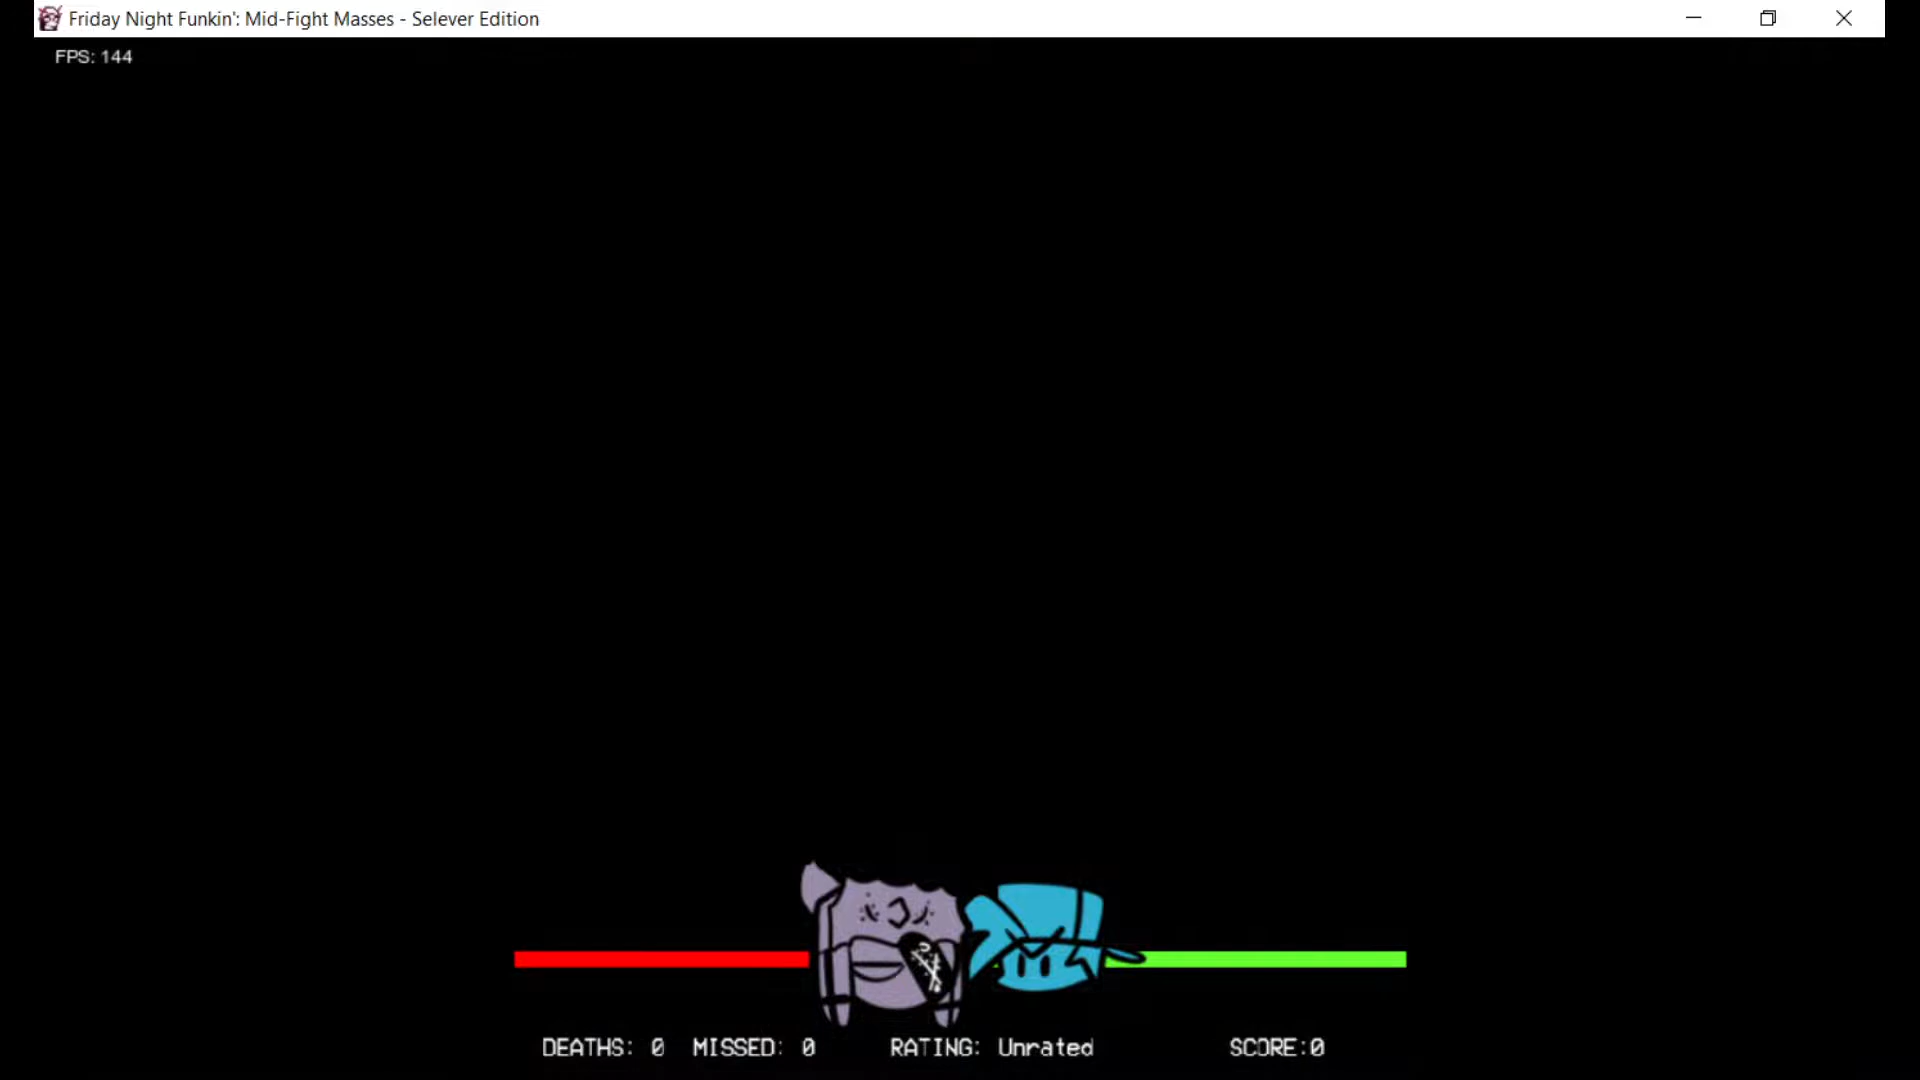 Friday Night Funkin': Mid-Fight Masses - Selever Edition
FPS: 144
DEATHS: 0 MISSED: 0 RATING: Unrated SCORE:0